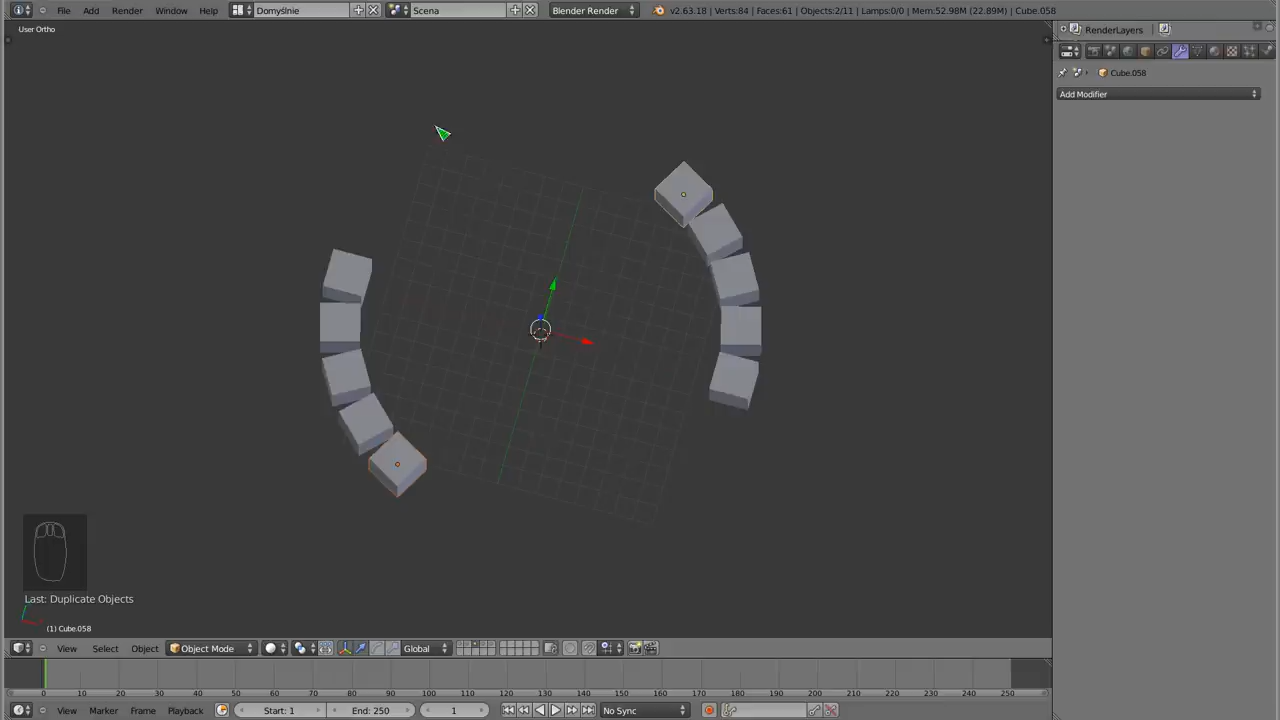 File Add Render Window Help Domyślnie Scena Blender Render v2.63.18 | Verts:84 | Faces:61 | Objects:2/11 | Lamps:0/0 | Mem:52.98M (22.89M) | Cube.058
User Ortho
RenderLayers
Cube.058
Add Modifier
Last: Duplicate Objects
(1) Cube.058
View Select Object Object Mode Global
0 10 20 30 40 50 60 70 80 90 100 110 120 130 140 150 160 170 180 190 200 210 220 230 240 250
View Marker Frame Playback Start: 1 End: 250 1 No Sync